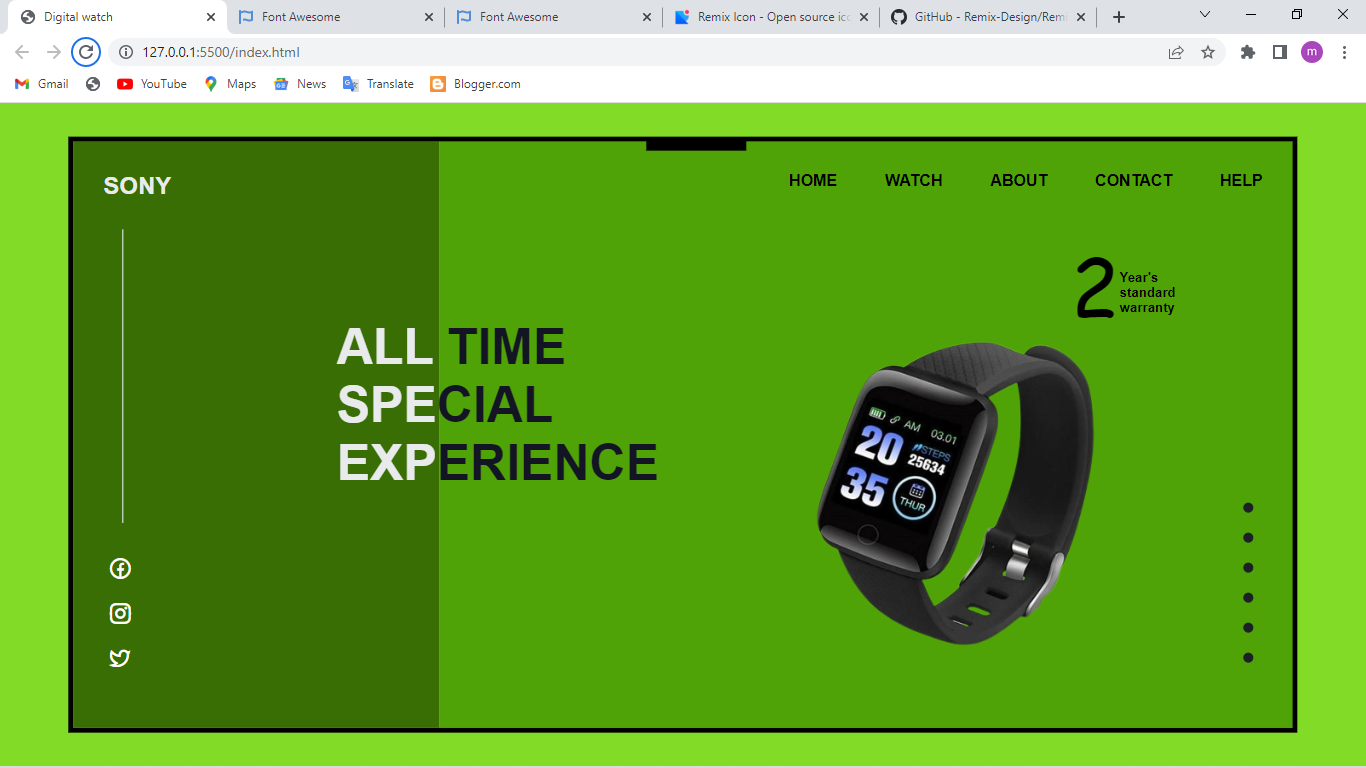 Digital watch
Font Awesome
Font Awesome
Remix Icon - Open source ic
GitHub - Remix-Design/Remi
127.0.0.1:5500/index.html
m
Gmail
YouTube
Maps
News
Translate
Blogger.com
SONY
HOME WATCH ABOUT CONTACT HELP
2 Year's
standard
warranty
ALL TIME
SPECIAL
EXPERIENCE
AM 03.01
20 STEPS
25634
35 THUR